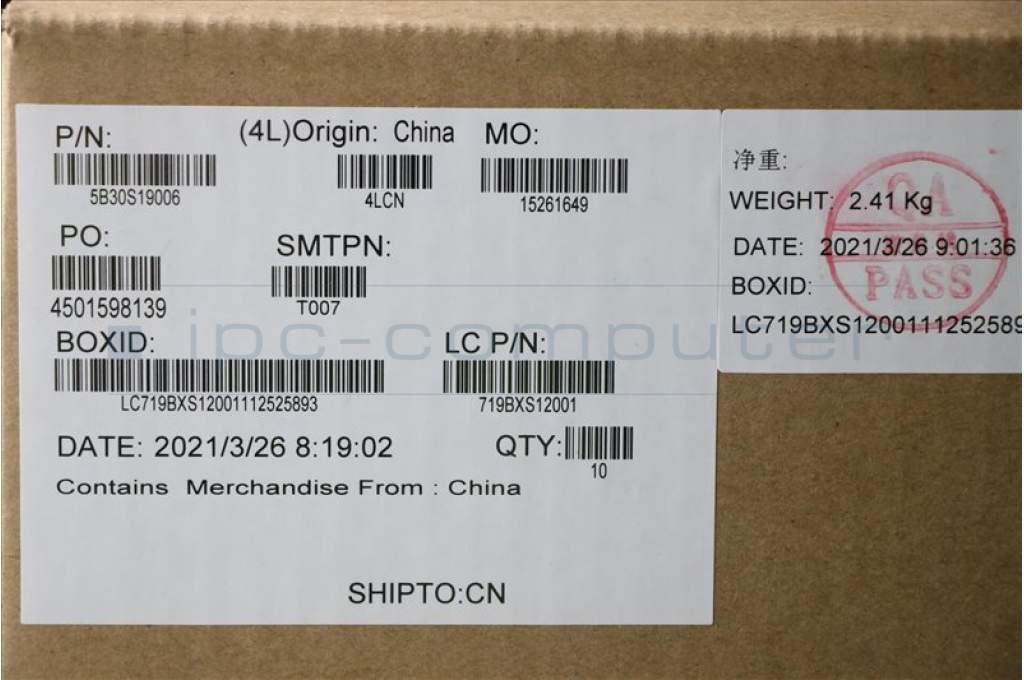 P/N: (4L)Origin: China MO:
5B30S19006 4LCN 15261649
PO: SMTPN:
4501598139 T007
BOXID: LC P/N:
LC719BXS12001112525893 719BXS12001
DATE: 2021/3/26 8:19:02 QTY:
10
Contains Merchandise From : China
SHIPTO:CN
净重:
WEIGHT: 2.41 Kg
DATE: 2021/3/26 9:01:36
BOXID:
LC719BXS1200111252589
QA
PASS
ipc-computer